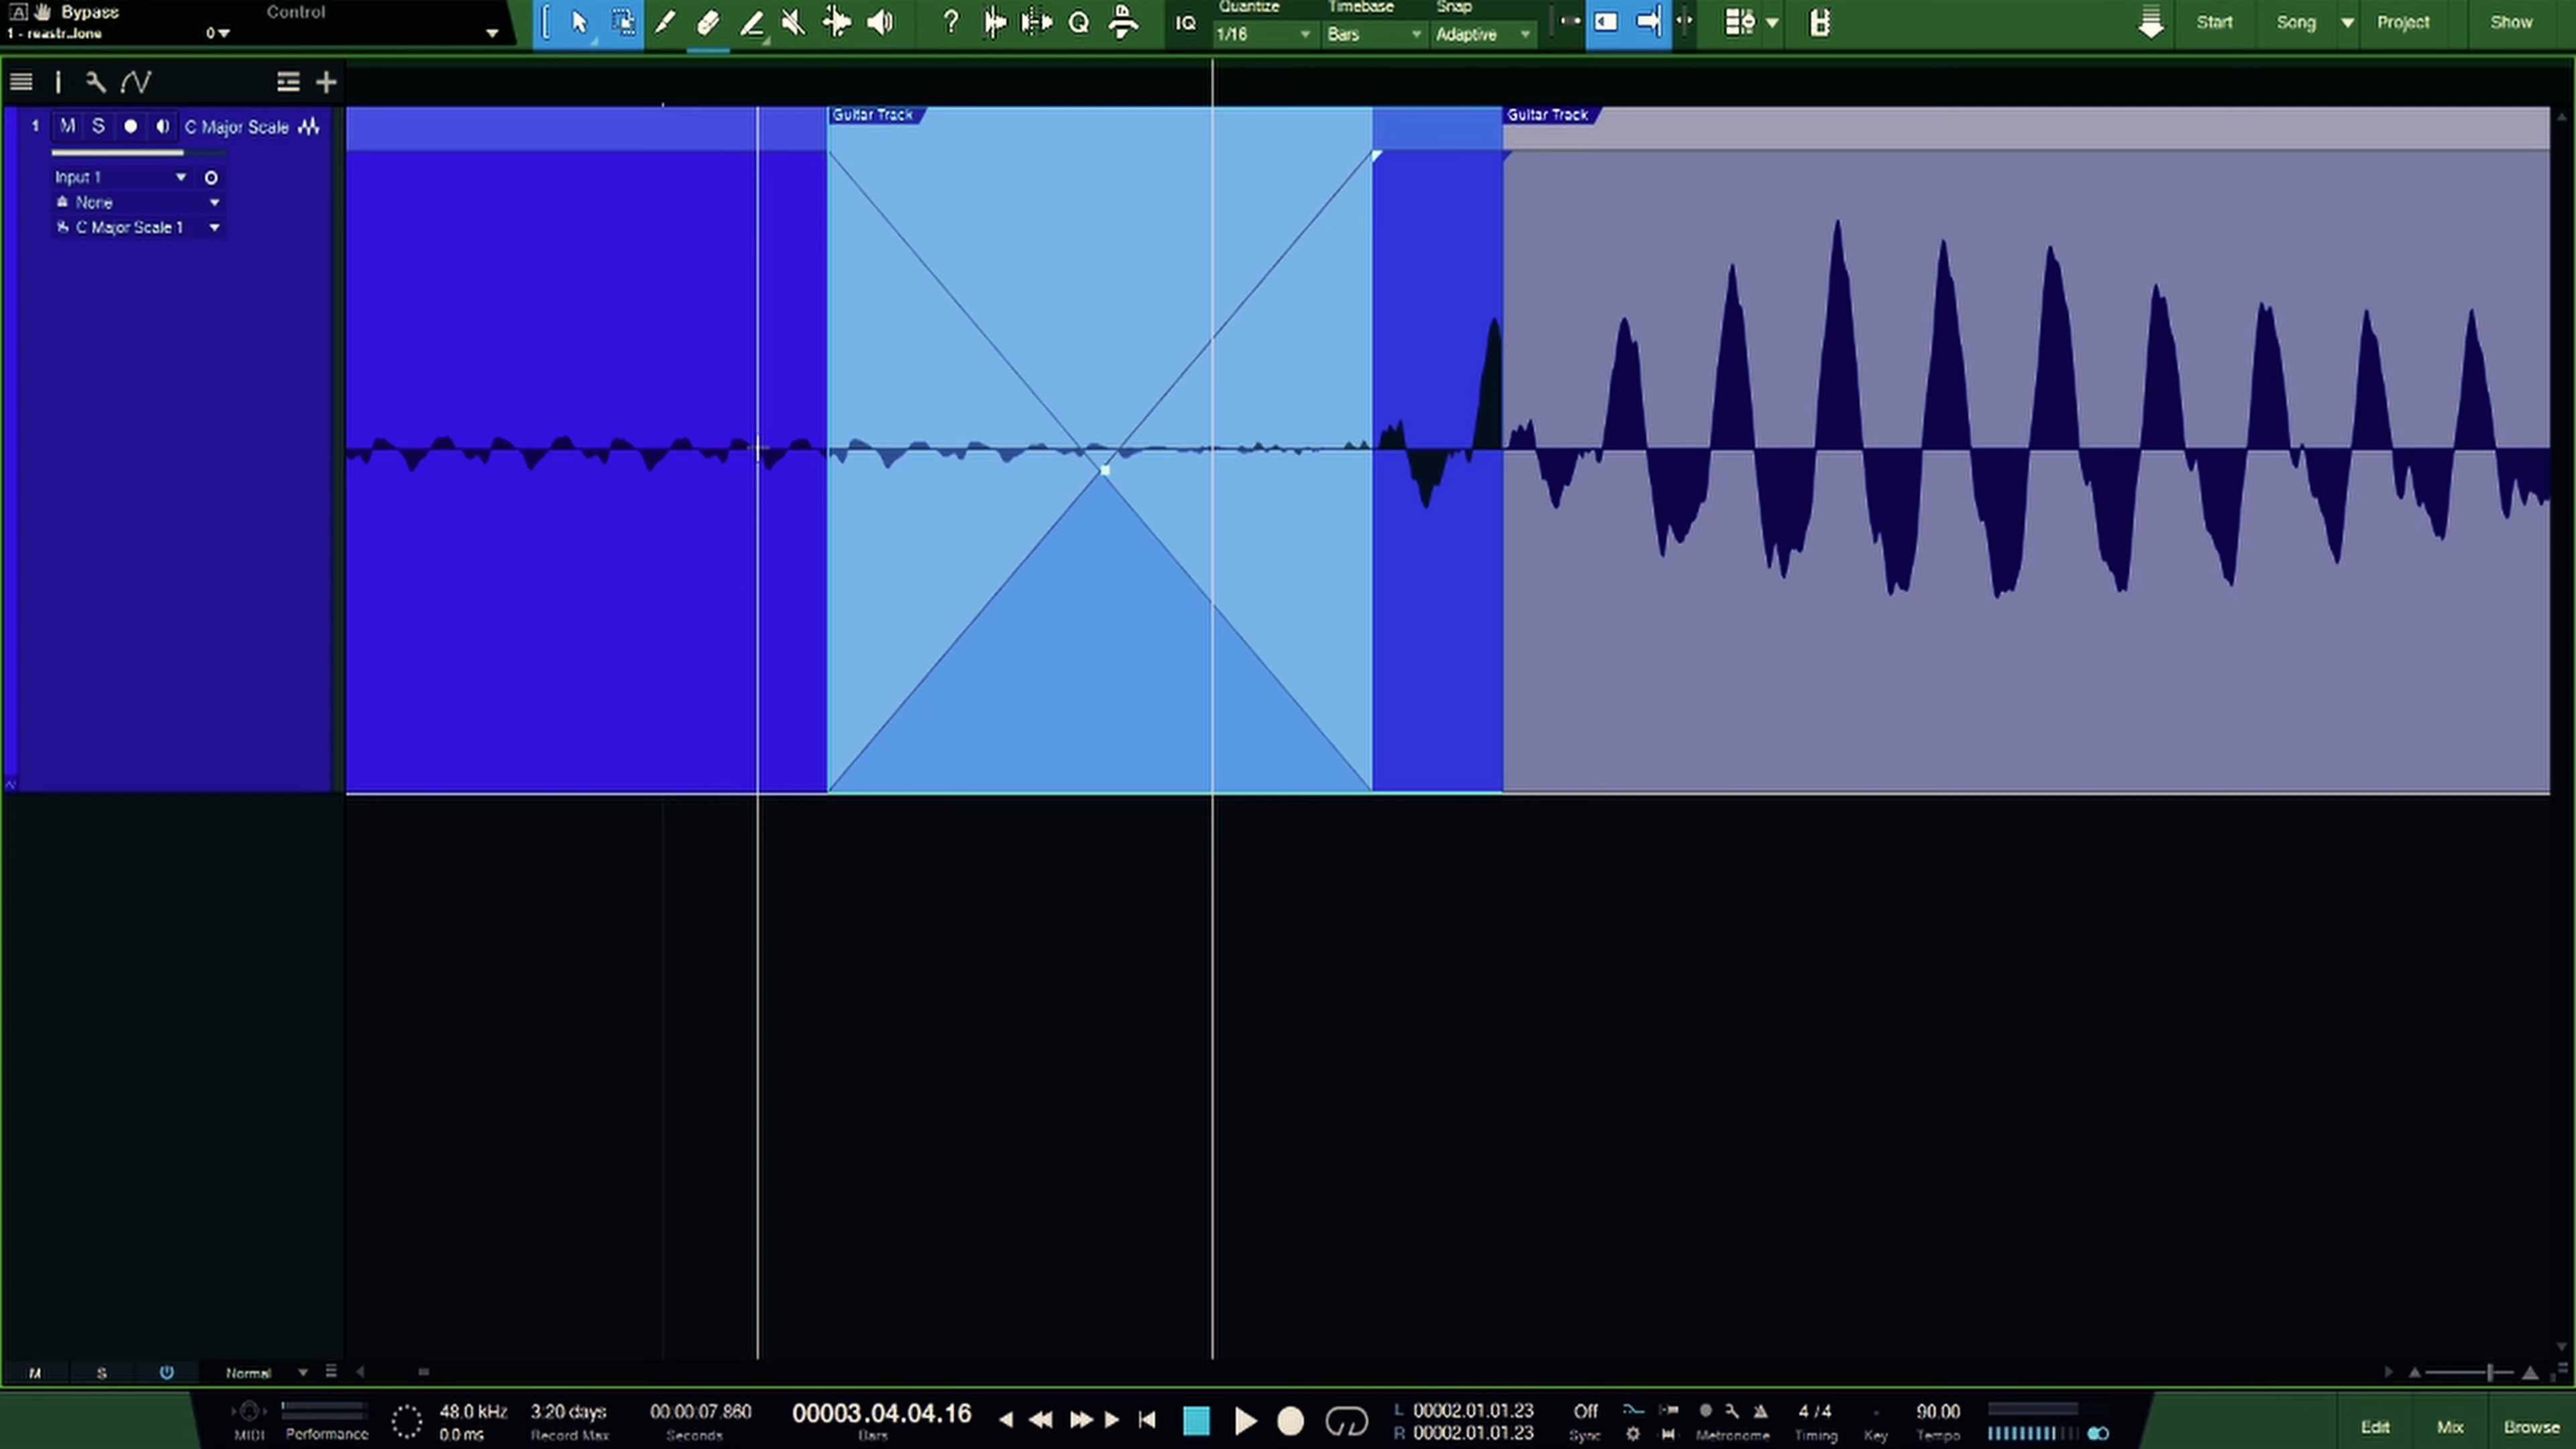 A Bypass Control
1 - reastr..lone 0
? Q IQ Quantize Timebase Snap
1/16 Bars Adaptive
Start Song Project Show
1 M S C Major Scale
Input 1
None
C Major Scale 1
Guitar Track
Guitar Track
M S Normal
MIDI Performance
48.0 kHz
0.0 ms
3:20 days
Record Max
00:00:07.860
Seconds
00003.04.04.16
Bars
L 00002.01.01.23
R 00002.01.01.23
Off
Sync
Metronome
4 / 4
Timing
-
Key
90.00
Tempo
Edit Mix Browse